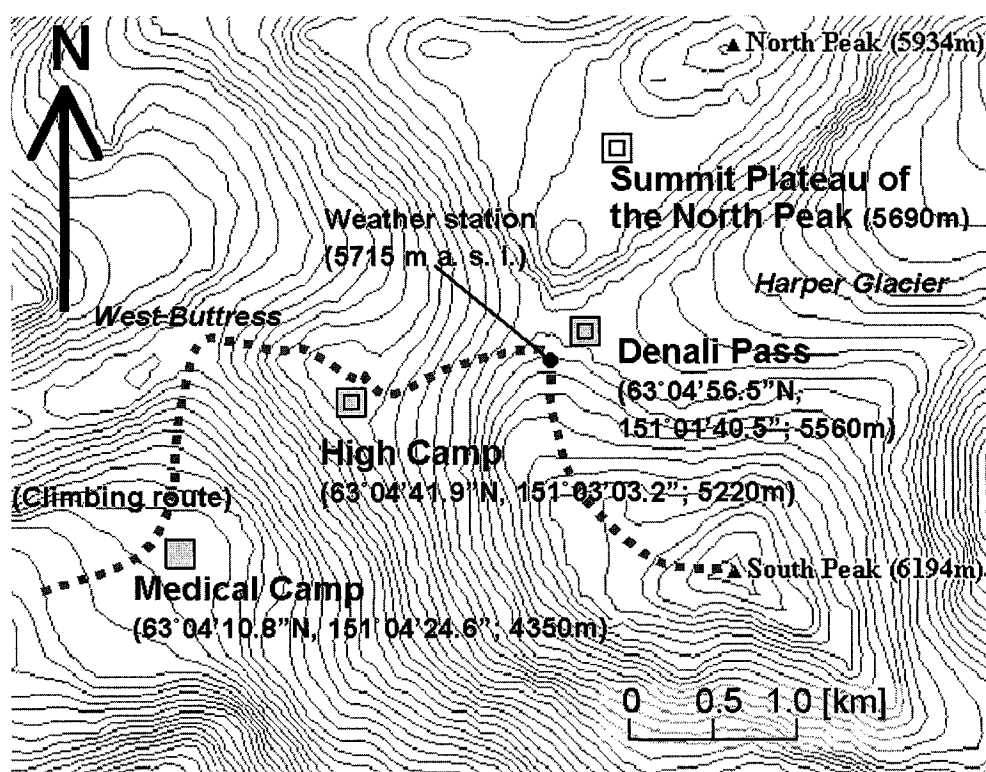 N
North Peak (5934m)
Summit Plateau of
the North Peak (5690m)
Weather station
(5715 m a. s. l.)
Harper Glacier
West Buttress
Denali Pass
(63°04'56.5”N,
151°01'40.5”; 5560m)
High Camp
(63°04'41.9”N, 151°03'03.2”; 5220m)
(Climbing route)
South Peak (6194m)
Medical Camp
(63°04'10.8”N, 151°04'24.6”; 4350m)
0 0.5 1.0 [km]